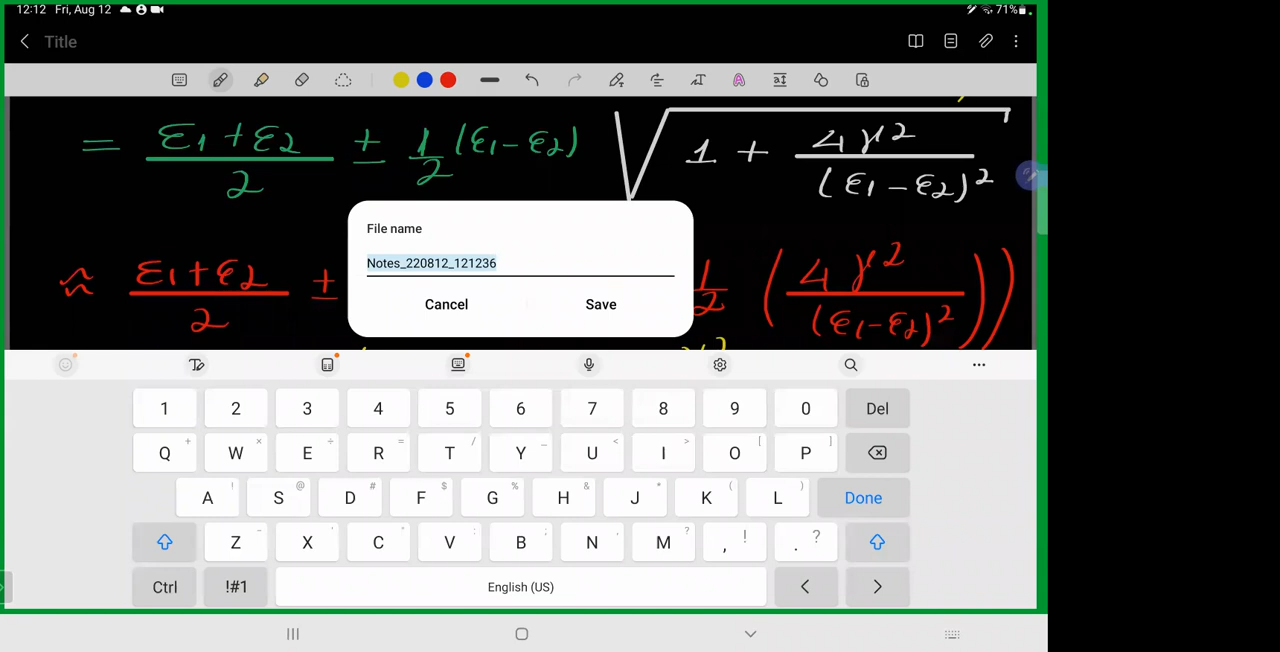 12:12 Fri, Aug 12 71%
Title
= ε1+ε2/2 ± 1/2 (ε1-ε2) √1 + 4γ²/(ε1-ε2)²
File name
Notes_220812_121236
Cancel Save
≈ ε1+ε2/2 ± 1/2 (4γ²/(ε1-ε2)²))
1 2 3 4 5 6 7 8 9 0 Del
Q + W × E ÷ R = T / Y _ U < I > O [ P ]
A ! S @ D # F $ G % H & J * K ( L ) Done
Z - X ' C " V : B ; N , M ? , ! . ?
Ctrl !#1 English (US) < >